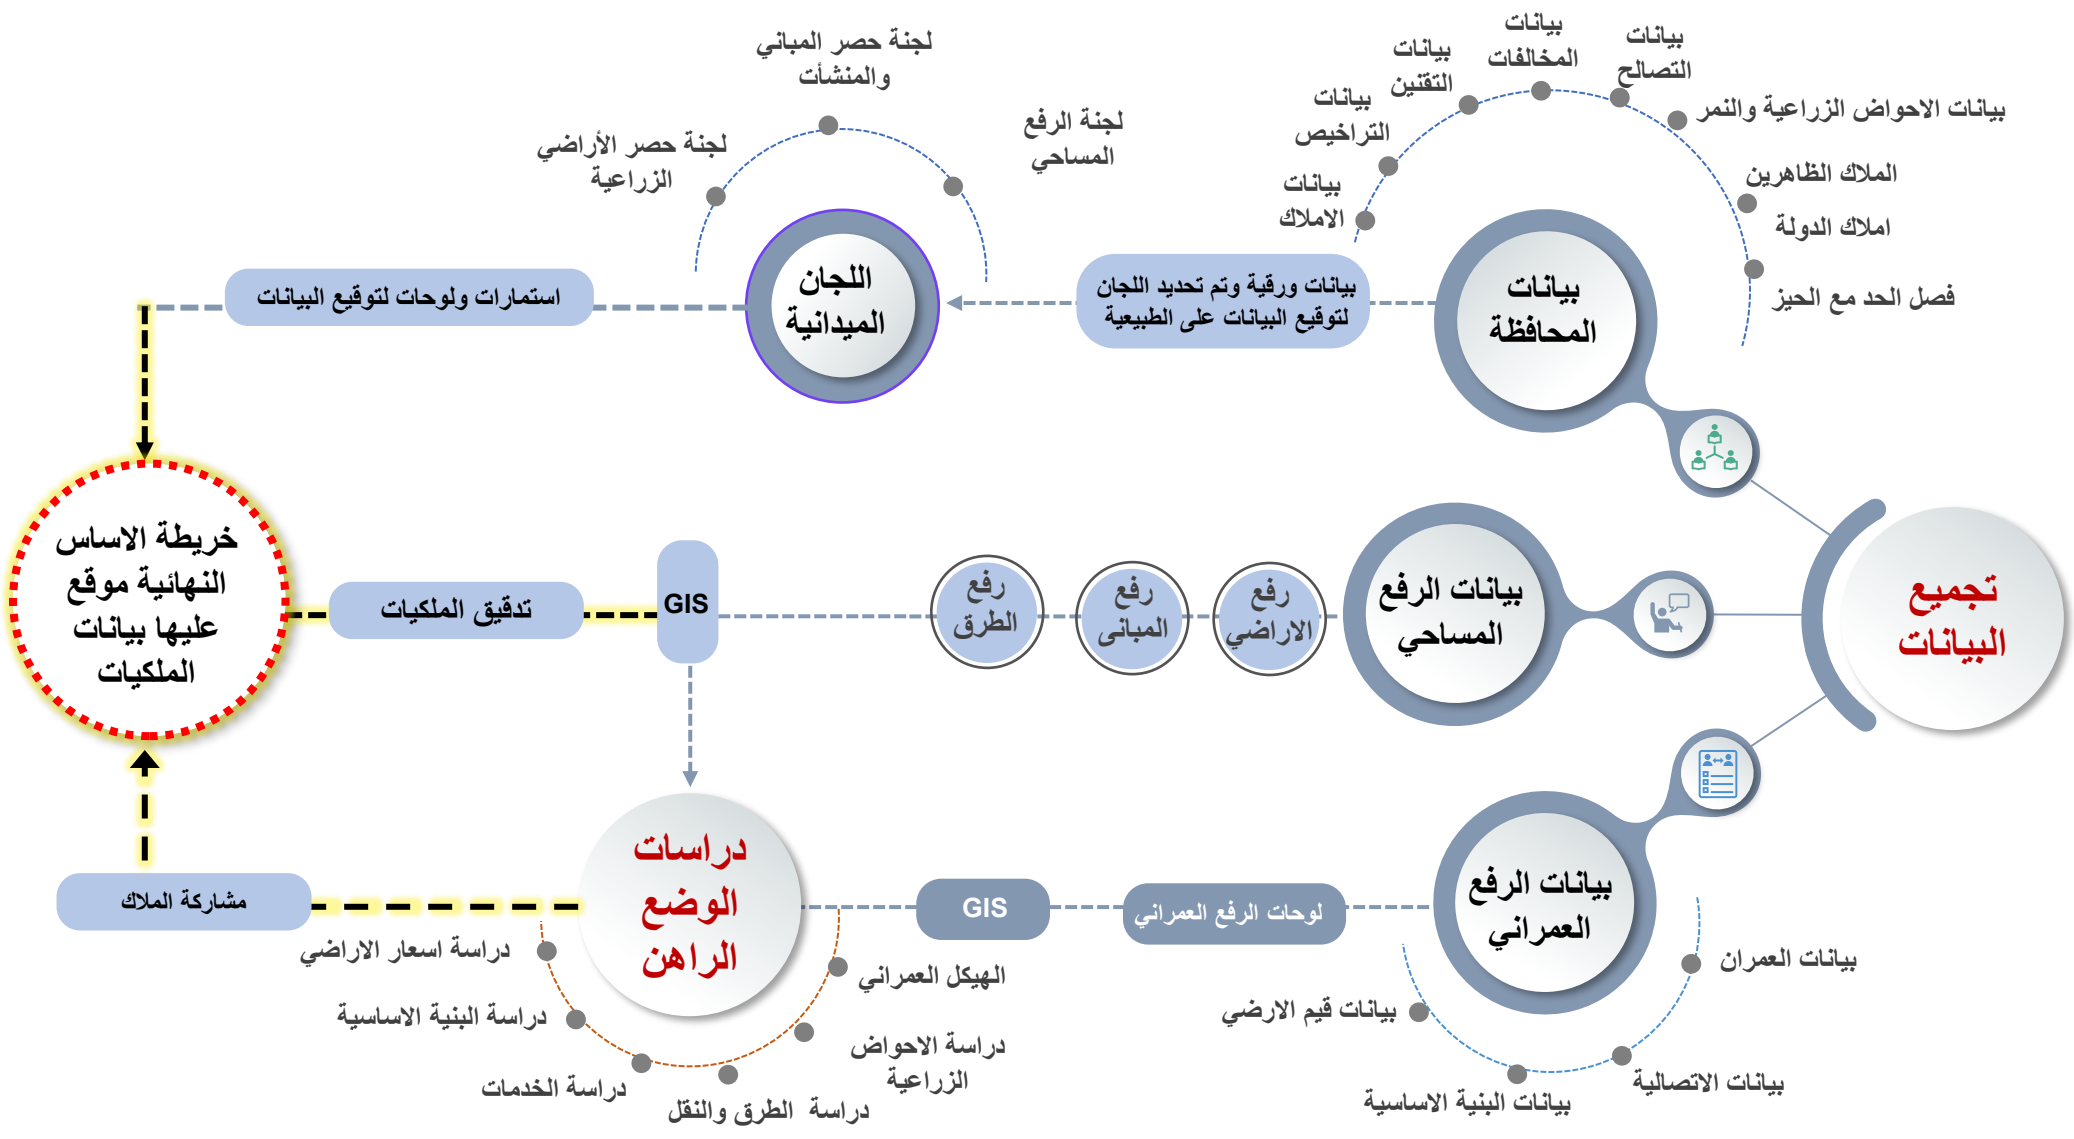 بيانات
المخالفات
بيانات
التصالح
بيانات
التقنين
بيانات
التراخيص
بيانات
الاملاك
بيانات الاحواض الزراعية والنمر
الملاك الظاهرين
املاك الدولة
فصل الحد مع الحيز
بيانات
المحافظة
بيانات ورقية وتم تحديد اللجان
لتوقيع البيانات على الطبيعية
لجنة الرفع
المساحي
لجنة حصر المباني
والمنشأت
لجنة حصر الأراضي
الزراعية
اللجان
الميدانية
استمارات ولوحات لتوقيع البيانات
تجميع
البيانات
بيانات الرفع
المساحي
رفع
الاراضي
رفع
المبانى
رفع
الطرق
GIS
تدقيق الملكيات
خريطة الاساس
النهائية موقع
عليها بيانات
الملكيات
بيانات الرفع
العمراني
بيانات العمران
بيانات الاتصالية
بيانات البنية الاساسية
بيانات قيم الارضي
لوحات الرفع العمراني
GIS
دراسات
الوضع
الراهن
الهيكل العمراني
دراسة الاحواض
الزراعية
دراسة الطرق والنقل
دراسة الخدمات
دراسة البنية الاساسية
دراسة اسعار الاراضي
مشاركة الملاك